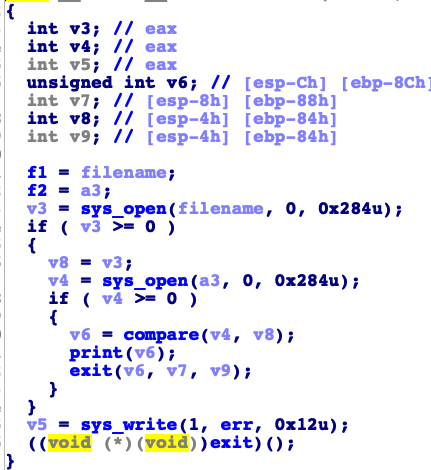 {
int v3; // eax
int v4; // eax
int v5; // eax
unsigned int v6; // [esp-Ch] [ebp-8Ch]
int v7; // [esp-8h] [ebp-88h]
int v8; // [esp-4h] [ebp-84h]
int v9; // [esp-4h] [ebp-84h]
f1 = filename;
f2 = a3;
v3 = sys_open(filename, 0, 0x284u);
if ( v3 >= 0 )
{
v8 = v3;
v4 = sys_open(a3, 0, 0x284u);
if ( v4 >= 0 )
{
v6 = compare(v4, v8);
print(v6);
exit(v6, v7, v9);
}
}
v5 = sys_write(1, err, 0x12u);
((void (*)(void))exit)();
}